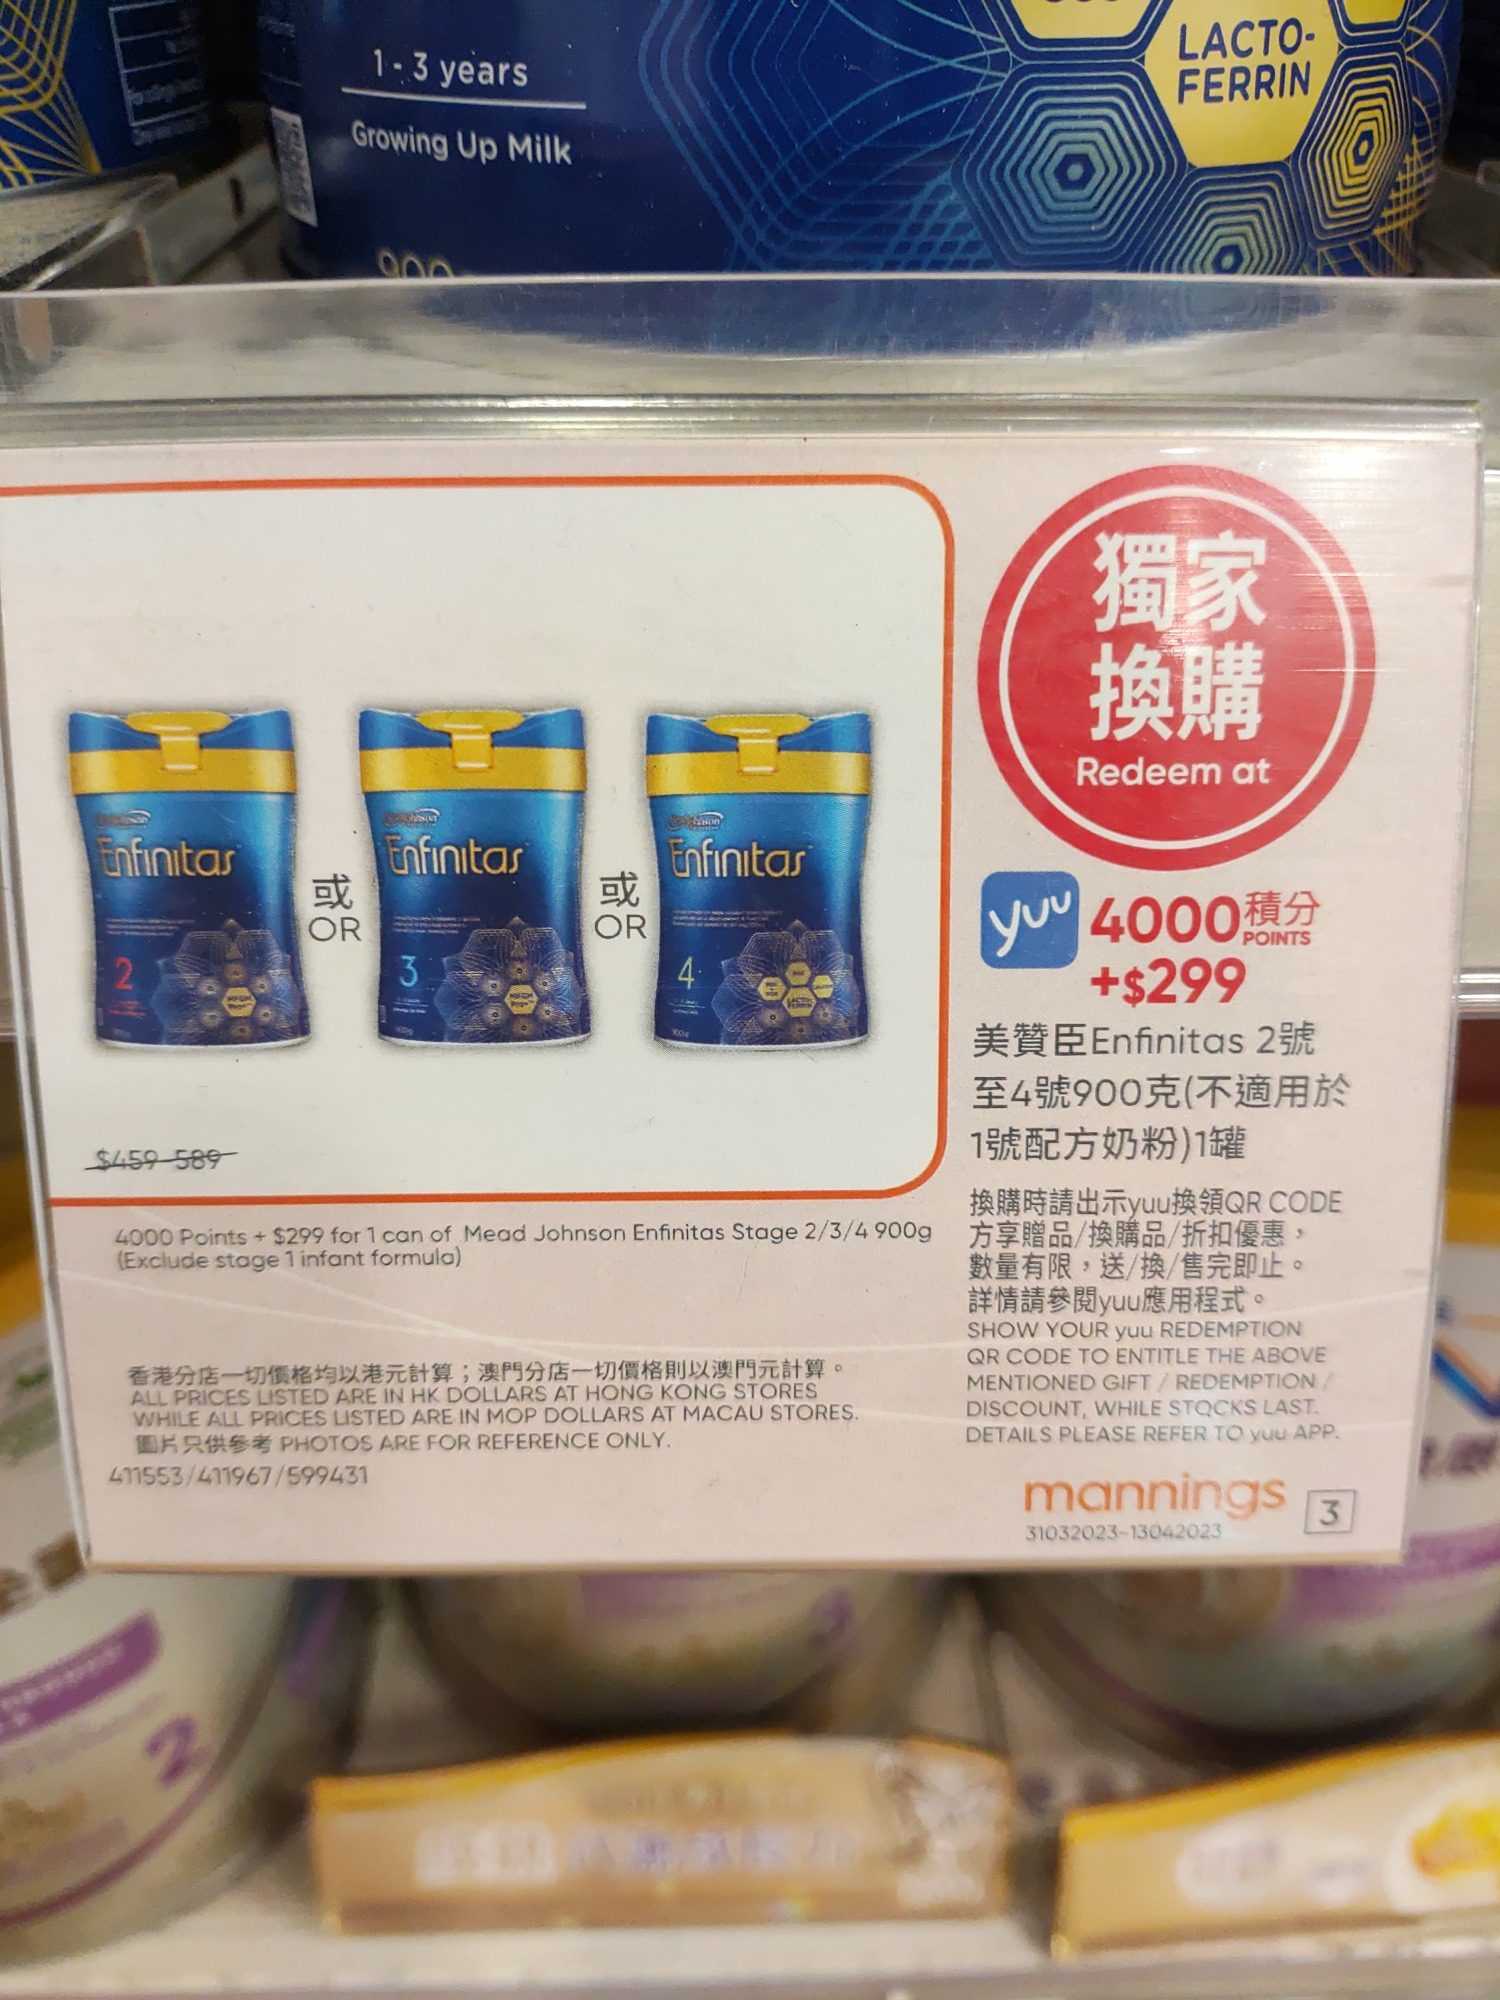 1 - 3 years
Growing Up Milk
LACTO-
FERRIN
獨家
換購
Redeem at
yuu 4000積分
POINTS
+$299
美贊臣Enfinitas 2號
至4號900克(不適用於
1號配方奶粉)1罐
換購時請出示yuu換領QR CODE
方享贈品/換購品/折扣優惠，
數量有限，送/換/售完即止。
詳情請參閱yuu應用程式。
SHOW YOUR yuu REDEMPTION
QR CODE TO ENTITLE THE ABOVE
MENTIONED GIFT / REDEMPTION /
DISCOUNT, WHILE STOCKS LAST.
DETAILS PLEASE REFER TO yuu APP.
mannings 3
31032023-13042023
Enfinitas
2
或
OR
Enfinitas
3
或
OR
Enfinitas
4
$459-589
4000 Points + $299 for 1 can of Mead Johnson Enfinitas Stage 2/3/4 900g
(Exclude stage 1 infant formula)
香港分店一切價格均以港元計算；澳門分店一切價格則以澳門元計算。
ALL PRICES LISTED ARE IN HK DOLLARS AT HONG KONG STORES
WHILE ALL PRICES LISTED ARE IN MOP DOLLARS AT MACAU STORES.
圖片只供參考 PHOTOS ARE FOR REFERENCE ONLY.
411553/411967/599431
2